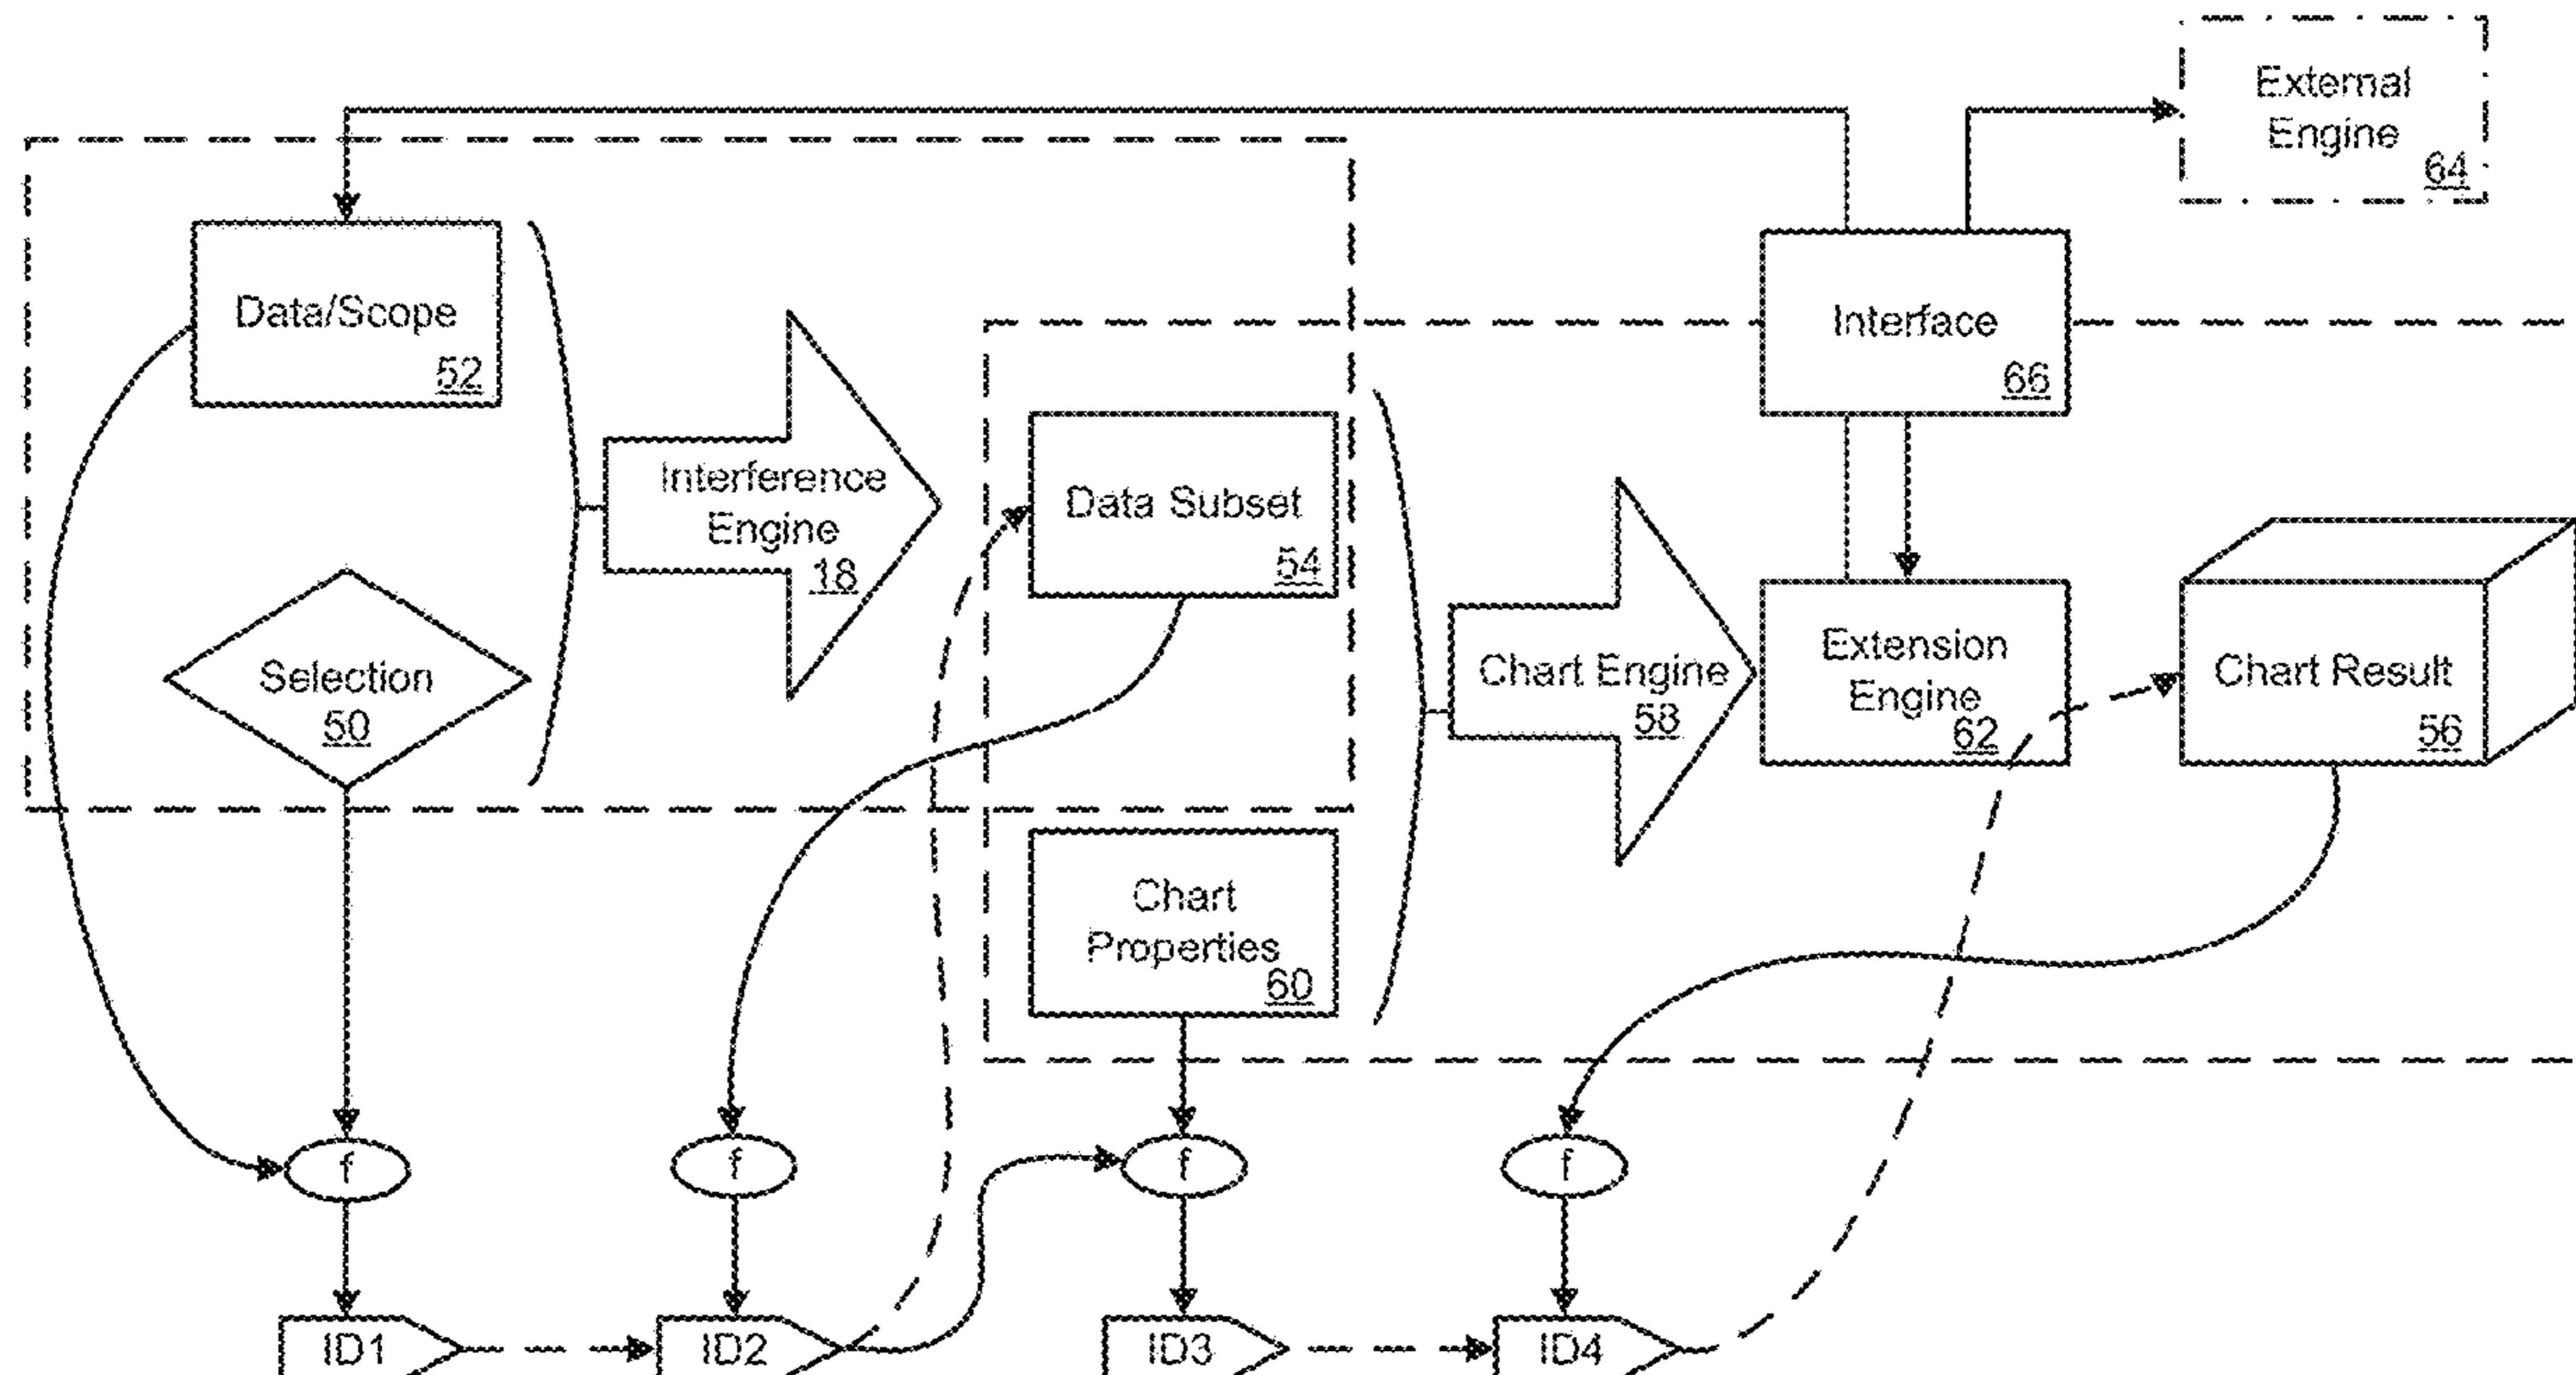 External
Engine
64
Data/Scope
52
Interface
66
Interference
Engine
18
Data Subset
54
Selection
50
Chart Engine
58
Extension
Engine
62
Chart Result
56
Chart
Properties
60
f
f
f
f
ID1
ID2
ID3
ID4